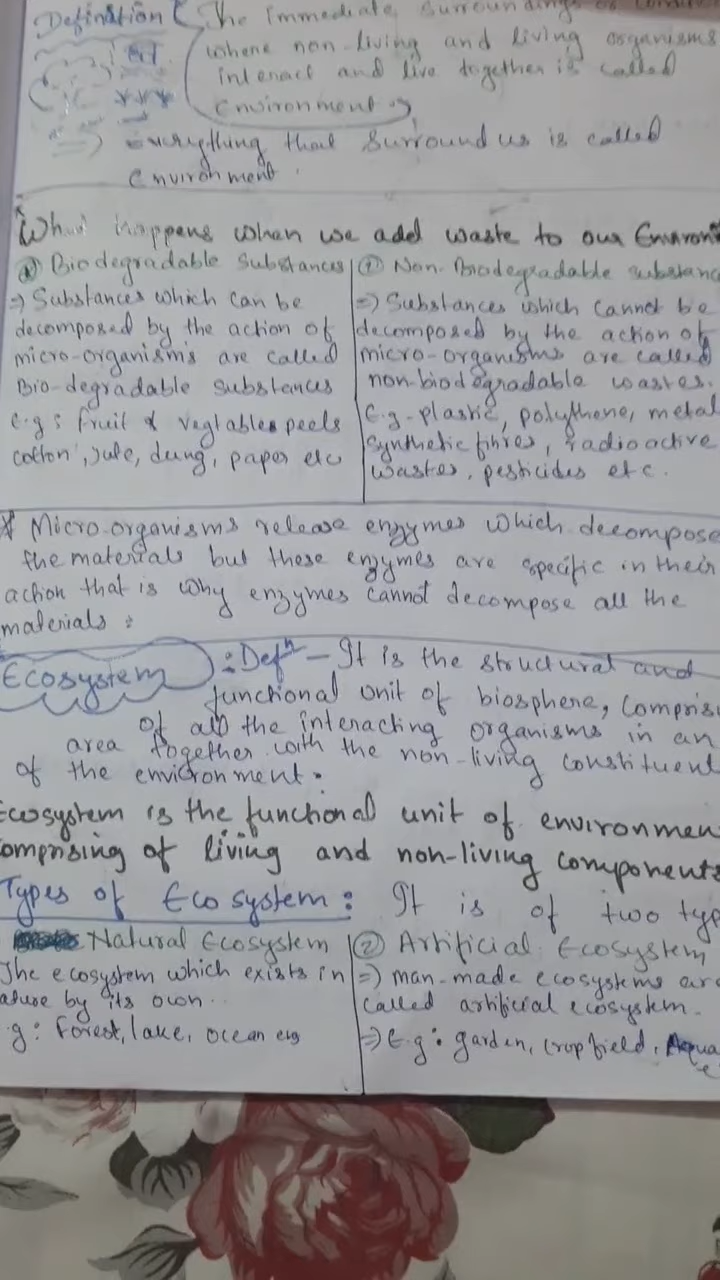 Definition The immediate surroundings of
where non-living and living organisms
interact and live together is called
environment.
=) everything that surround us is called
environment.
What happens when we add waste to our Environ
Biodegradable Substances
=> Substances which can be
decomposed by the action of
micro-organism's are called
Bio-degradable substances
e.g: fruit & vegtables peels
cotton, jute, dung, paper etc
Non-Biodegradable substanc
=> Substances which cannot be
decomposed by the action of
micro-organisms are called
non-biodegradable wastes.
E.g-plastic, polythene, metal
synthetic fibres, radioactive
wastes, pesticides etc.
* Micro-organisms release enzymes which decompose
the materials but these enzymes are specific in their
action that is why enzymes cannot decompose all the
materials :
Ecosystem :Defⁿ - It is the structural and
functional unit of biosphere, compris
of all the interacting organisms in an
area together with the non-living constituent
of the environment.
Ecosystem is the functional unit of environmen
omprising of living and non-living components
Types of Ecosystem: It is of two typ
Natural Ecosystem
The ecosystem which exists in
ature by its own..
g: Forest, lake, ocean
② Artificial Ecosystem
=> man-made ecosystems are
called artificial ecosystem.
=> E.g: garden, crop field, Aqua